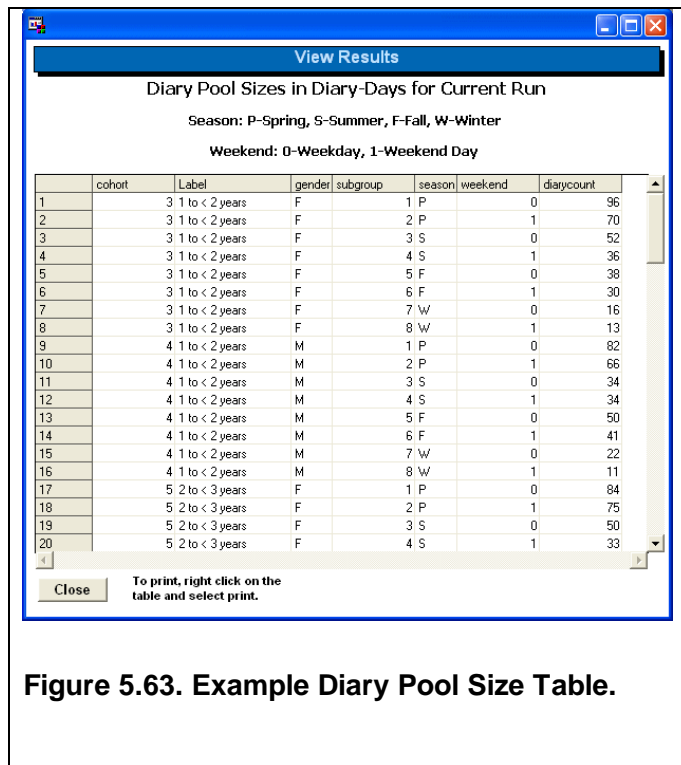 View Results
Diary Pool Sizes in Diary-Days for Current Run
Season: P-Spring, S-Summer, F-Fall, W-Winter
Weekend: 0-Weekday, 1-Weekend Day
cohort Label gender subgroup season weekend diarycount
1 3 1 to < 2 years F 1 P 0 96
2 3 1 to < 2 years F 2 P 1 70
3 3 1 to < 2 years F 3 S 0 52
4 3 1 to < 2 years F 4 S 1 36
5 3 1 to < 2 years F 5 F 0 38
6 3 1 to < 2 years F 6 F 1 30
7 3 1 to < 2 years F 7 W 0 16
8 3 1 to < 2 years F 8 W 1 13
9 4 1 to < 2 years M 1 P 0 82
10 4 1 to < 2 years M 2 P 1 66
11 4 1 to < 2 years M 3 S 0 34
12 4 1 to < 2 years M 4 S 1 34
13 4 1 to < 2 years M 5 F 0 50
14 4 1 to < 2 years M 6 F 1 41
15 4 1 to < 2 years M 7 W 0 22
16 4 1 to < 2 years M 8 W 1 11
17 5 2 to < 3 years F 1 P 0 84
18 5 2 to < 3 years F 2 P 1 75
19 5 2 to < 3 years F 3 S 0 50
20 5 2 to < 3 years F 4 S 1 33
Close
To print, right click on the
table and select print.
Figure 5.63. Example Diary Pool Size Table.